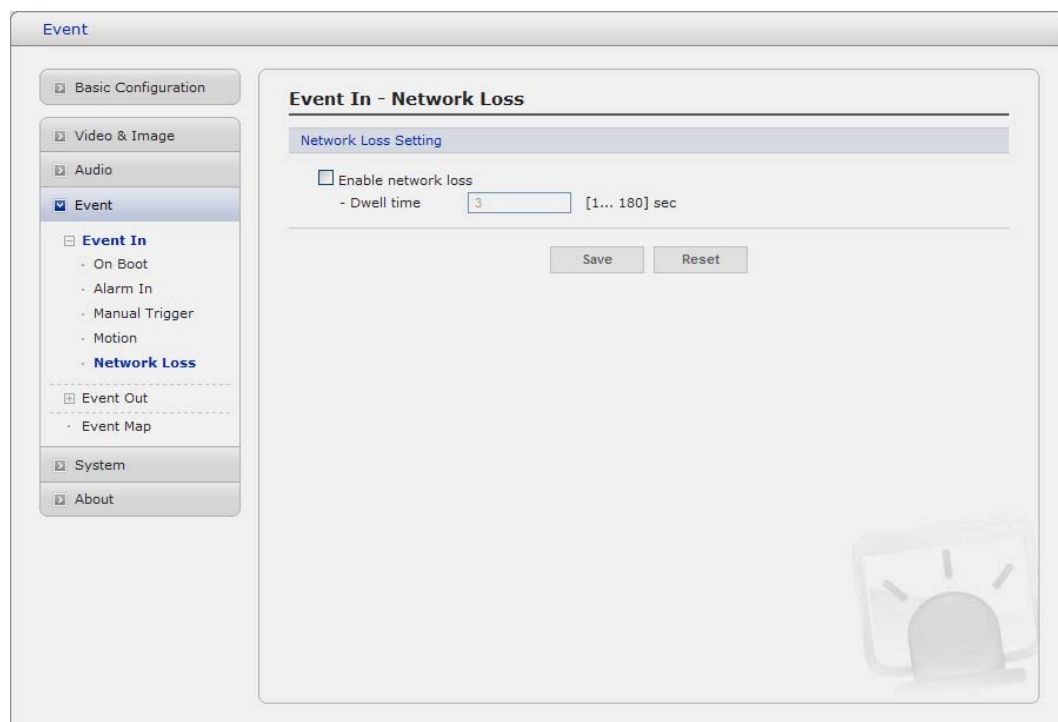 Event
Basic Configuration
Video & Image
Audio
Event
Event In
On Boot
Alarm In
Manual Trigger
Motion
Network Loss
Event Out
Event Map
System
About
Event In - Network Loss
Network Loss Setting
Enable network loss
- Dwell time 3 [1... 180] sec
Save Reset